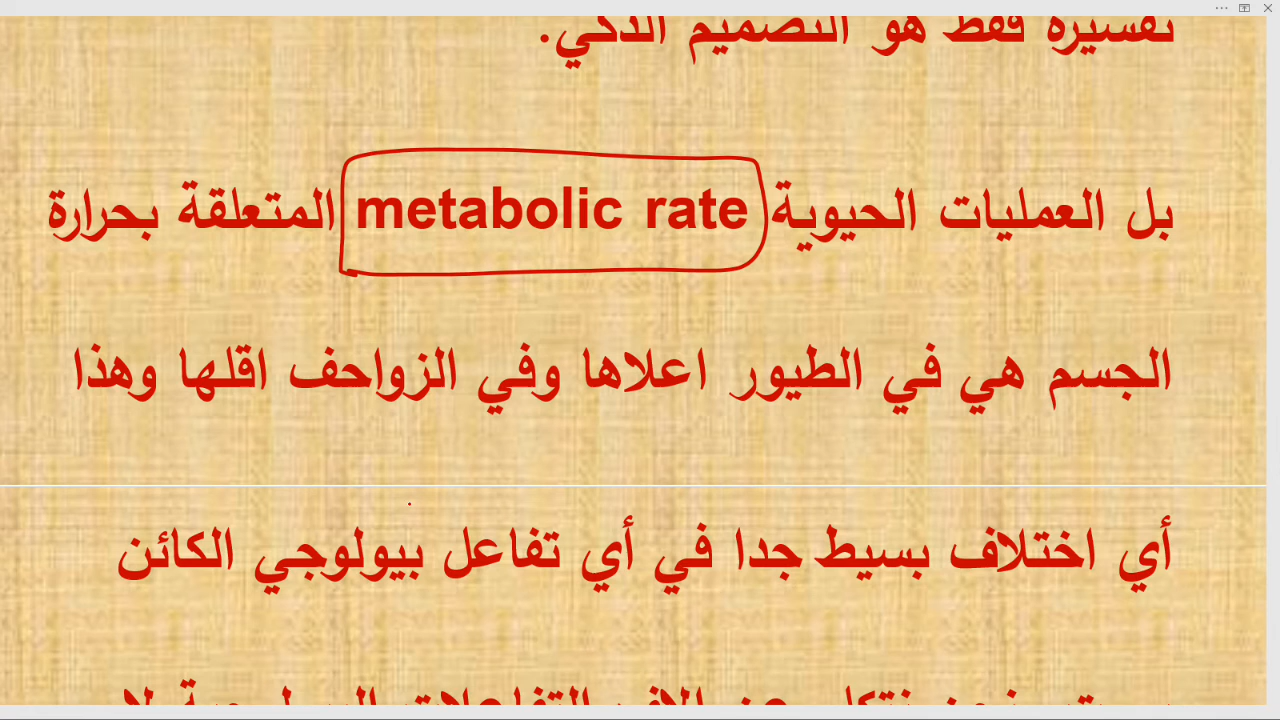 تفسيره فقط هو التصميم الذكي.
بل العمليات الحيوية metabolic rate المتعلقة بحرارة
الجسم هي في الطيور اعلاها وفي الزواحف اقلها وهذا
أي اختلاف بسيط جدا في أي تفاعل بيولوجي الكائن